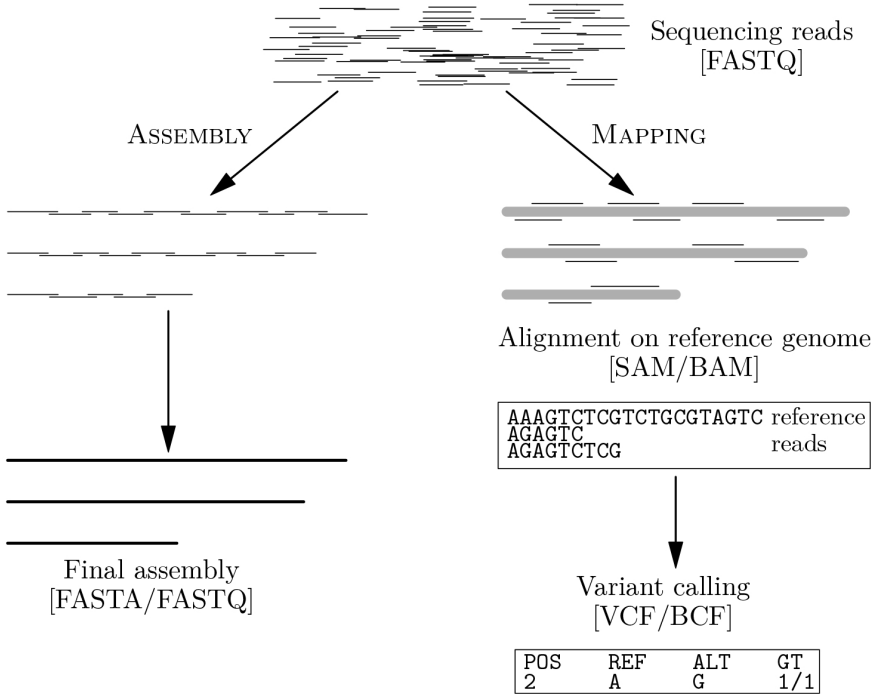 Sequencing reads
[FASTQ]
ASSEMBLY
MAPPING
Alignment on reference genome
[SAM/BAM]
AAAGTCTCGTCTGCGTAGTC reference
AGAGTC
reads
AGAGTCTCG
Final assembly
[FASTA/FASTQ]
Variant calling
[VCF/BCF]
POS REF ALT GT
2 A G 1/1